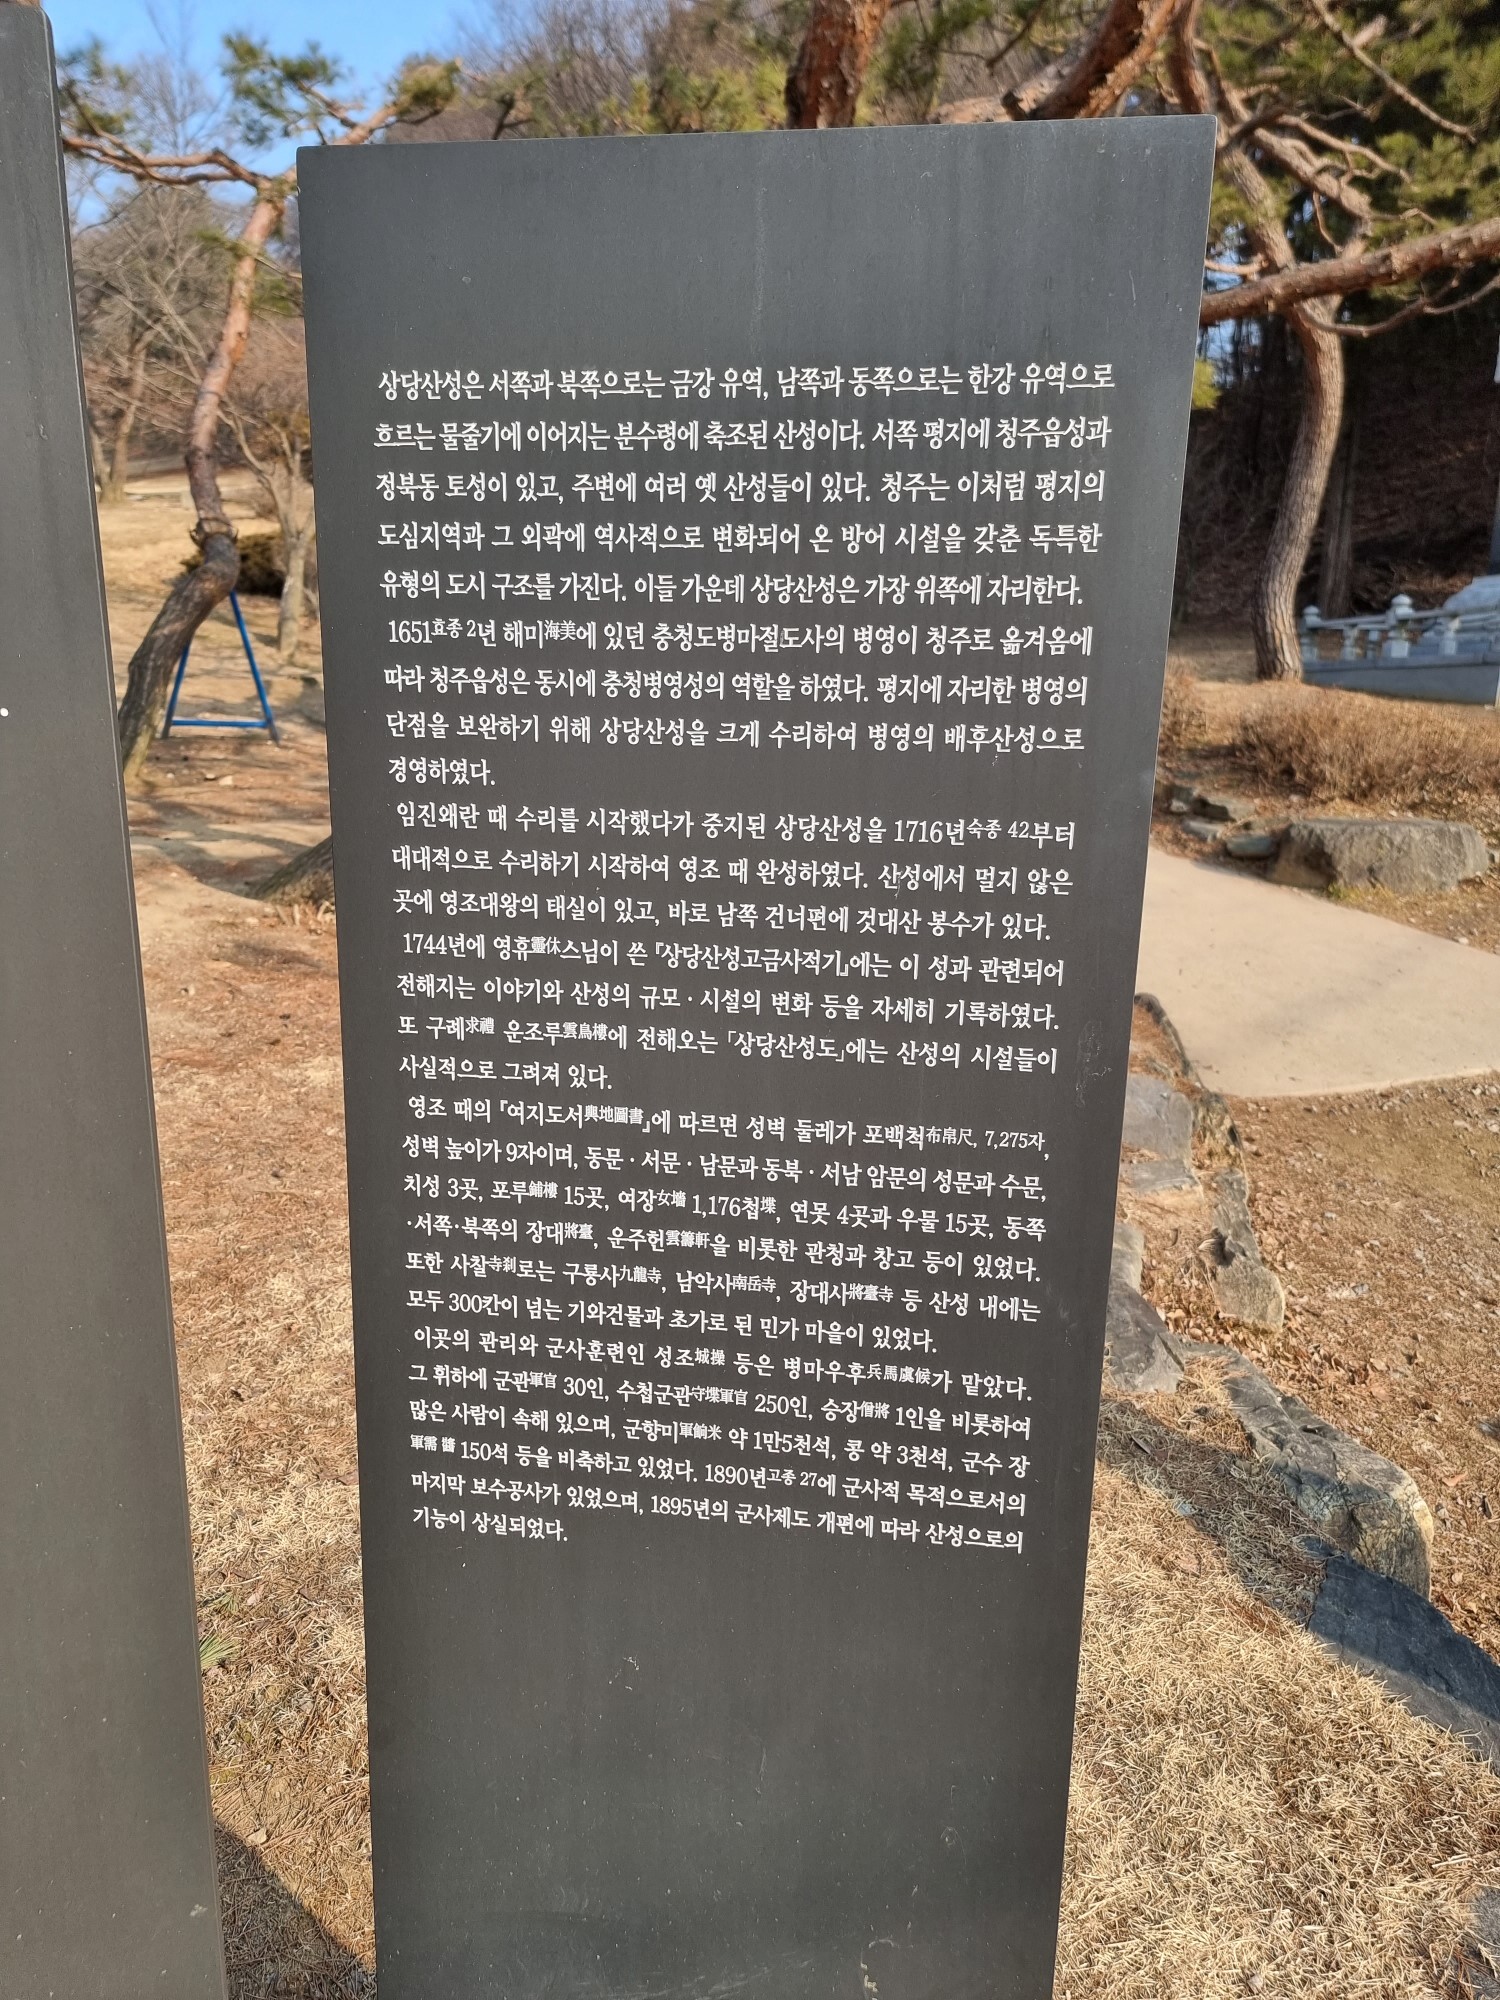 상당산성은 서쪽과 북쪽으로는 금강 유역, 남쪽과 동쪽으로는 한강 유역으로
흐르는 물줄기에 이어지는 분수령에 축조된 산성이다. 서쪽 평지에 청주읍성과
정북동 토성이 있고, 주변에 여러 옛 산성들이 있다. 청주는 이처럼 평지의
도심지역과 그 외곽에 역사적으로 변화되어 온 방어 시설을 갖춘 독특한
유형의 도시 구조를 가진다. 이들 가운데 상당산성은 가장 위쪽에 자리한다.
1651효종 2년 해미海美에 있던 충청도병마절도사의 병영이 청주로 옮겨옴에
따라 청주읍성은 동시에 충청병영성의 역할을 하였다. 평지에 자리한 병영의
단점을 보완하기 위해 상당산성을 크게 수리하여 병영의 배후산성으로
경영하였다.
임진왜란 때 수리를 시작했다가 중지된 상당산성을 1716년숙종 42부터
대대적으로 수리하기 시작하여 영조 때 완성하였다. 산성에서 멀지 않은
곳에 영조대왕의 태실이 있고, 바로 남쪽 건너편에 것대산 봉수가 있다.
1744년에 영휴靈休스님이 쓴 『상당산성고금사적기』에는 이 성과 관련되어
전해지는 이야기와 산성의 규모·시설의 변화 등을 자세히 기록하였다.
또 구례求禮 운조루雲鳥樓에 전해오는 「상당산성도」에는 산성의 시설들이
사실적으로 그려져 있다.
영조 때의 『여지도서輿地圖書』에 따르면 성벽 둘레가 포백척布帛尺, 7,275자,
성벽 높이가 9자이며, 동문·서문·남문과 동북·서남 암문의 성문과 수문,
치성 3곳, 포루鋪樓 15곳, 여장女墻 1,176첩堞, 연못 4곳과 우물 15곳, 동쪽
·서쪽·북쪽의 장대將臺, 운주헌雲籌軒을 비롯한 관청과 창고 등이 있었다.
또한 사찰寺刹로는 구룡사九龍寺, 남악사南岳寺, 장대사將臺寺 등 산성 내에는
모두 300칸이 넘는 기와건물과 초가로 된 민가 마을이 있었다.
이곳의 관리와 군사훈련인 성조城操 등은 병마우후兵馬虞候가 맡았다.
그 휘하에 군관軍官 30인, 수첩군관守堞軍官 250인, 승장僧將 1인을 비롯하여
많은 사람이 속해 있으며, 군향미軍餉米 약 1만5천석, 콩 약 3천석, 군수 장
軍需 醬 150석 등을 비축하고 있었다. 1890년고종 27에 군사적 목적으로서의
마지막 보수공사가 있었으며, 1895년의 군사제도 개편에 따라 산성으로의
기능이 상실되었다.